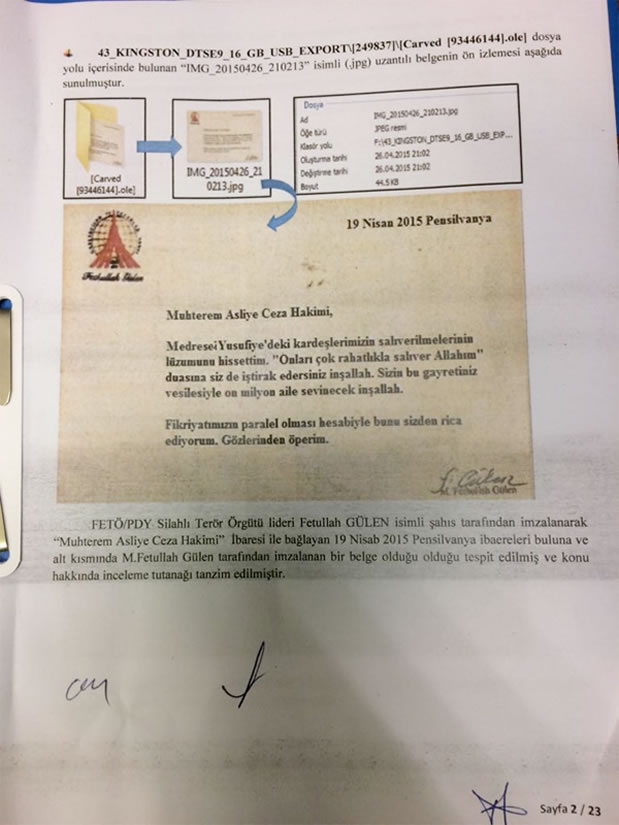 43_KINGSTON_DTSE9_16_GB_USB_EXPORT\[249837]\[Carved [93446144].ole] dosya
yolu içerisinde bulunan “IMG_20150426_210213” isimli (.jpg) uzantılı belgenin ön izlemesi aşağıda
sunulmuştur.
[Carved
[93446144].ole]
IMG_20150426_21
0213.jpg
Dosya
Ad IMG_20150426_210213.jpg
Öğe türü JPEG resmi
Klasör yolu F:\43_KINGSTON_DTSE9_16_GB_USB_EXP...
Oluşturma tarihi 26.04.2015 21:02
Değiştirme tarihi 26.04.2015 21:02
Boyut 44,5 KB
Fethullah Gülen
19 Nisan 2015 Pensilvanya
Muhterem Asliye Ceza Hakimi,
Medresei Yusufiye'deki kardeşlerimizin salıverilmelerinin
lüzumunu hissettim. "Onları çok rahatlıkla salıver Allahım"
duasına siz de iştirak edersiniz inşallah. Sizin bu gayretiniz
vesilesiyle on milyon aile sevinecek inşallah.
Fikriyatımızın paralel olması hesabiyle bunu sizden rica
ediyorum. Gözlerinden öperim.
f. Gülen
M. Fethullah Gülen
FETÖ/PDY Silahlı Terör Örgütü lideri Fetullah GÜLEN isimli şahıs tarafından imzalanarak
“Muhterem Asliye Ceza Hakimi” İbaresi ile bağlayan 19 Nisab 2015 Pensilvanya ibaereleri buluna ve
alt kısmında M.Fetullah Gülen tarafından imzalanan bir belge olduğu olduğu tespit edilmiş ve konu
hakkında inceleme tutanağı tanzim edilmiştir.
Sayfa 2 / 23